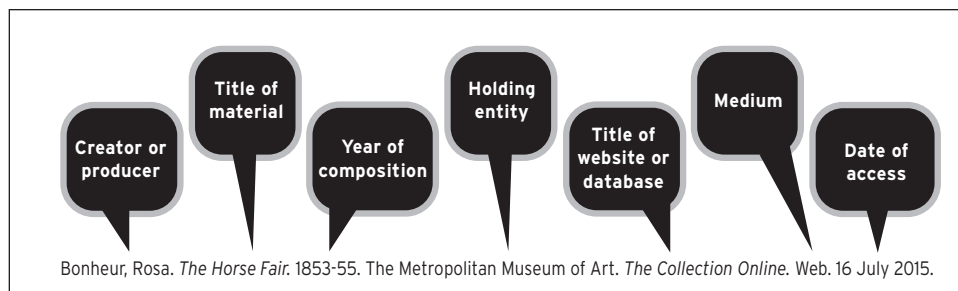 Creator or
producer
Title of
material
Year of
composition
Holding
entity
Title of
website or
database
Medium
Date of
access
Bonheur, Rosa. The Horse Fair. 1853-55. The Metropolitan Museum of Art. The Collection Online. Web. 16 July 2015.